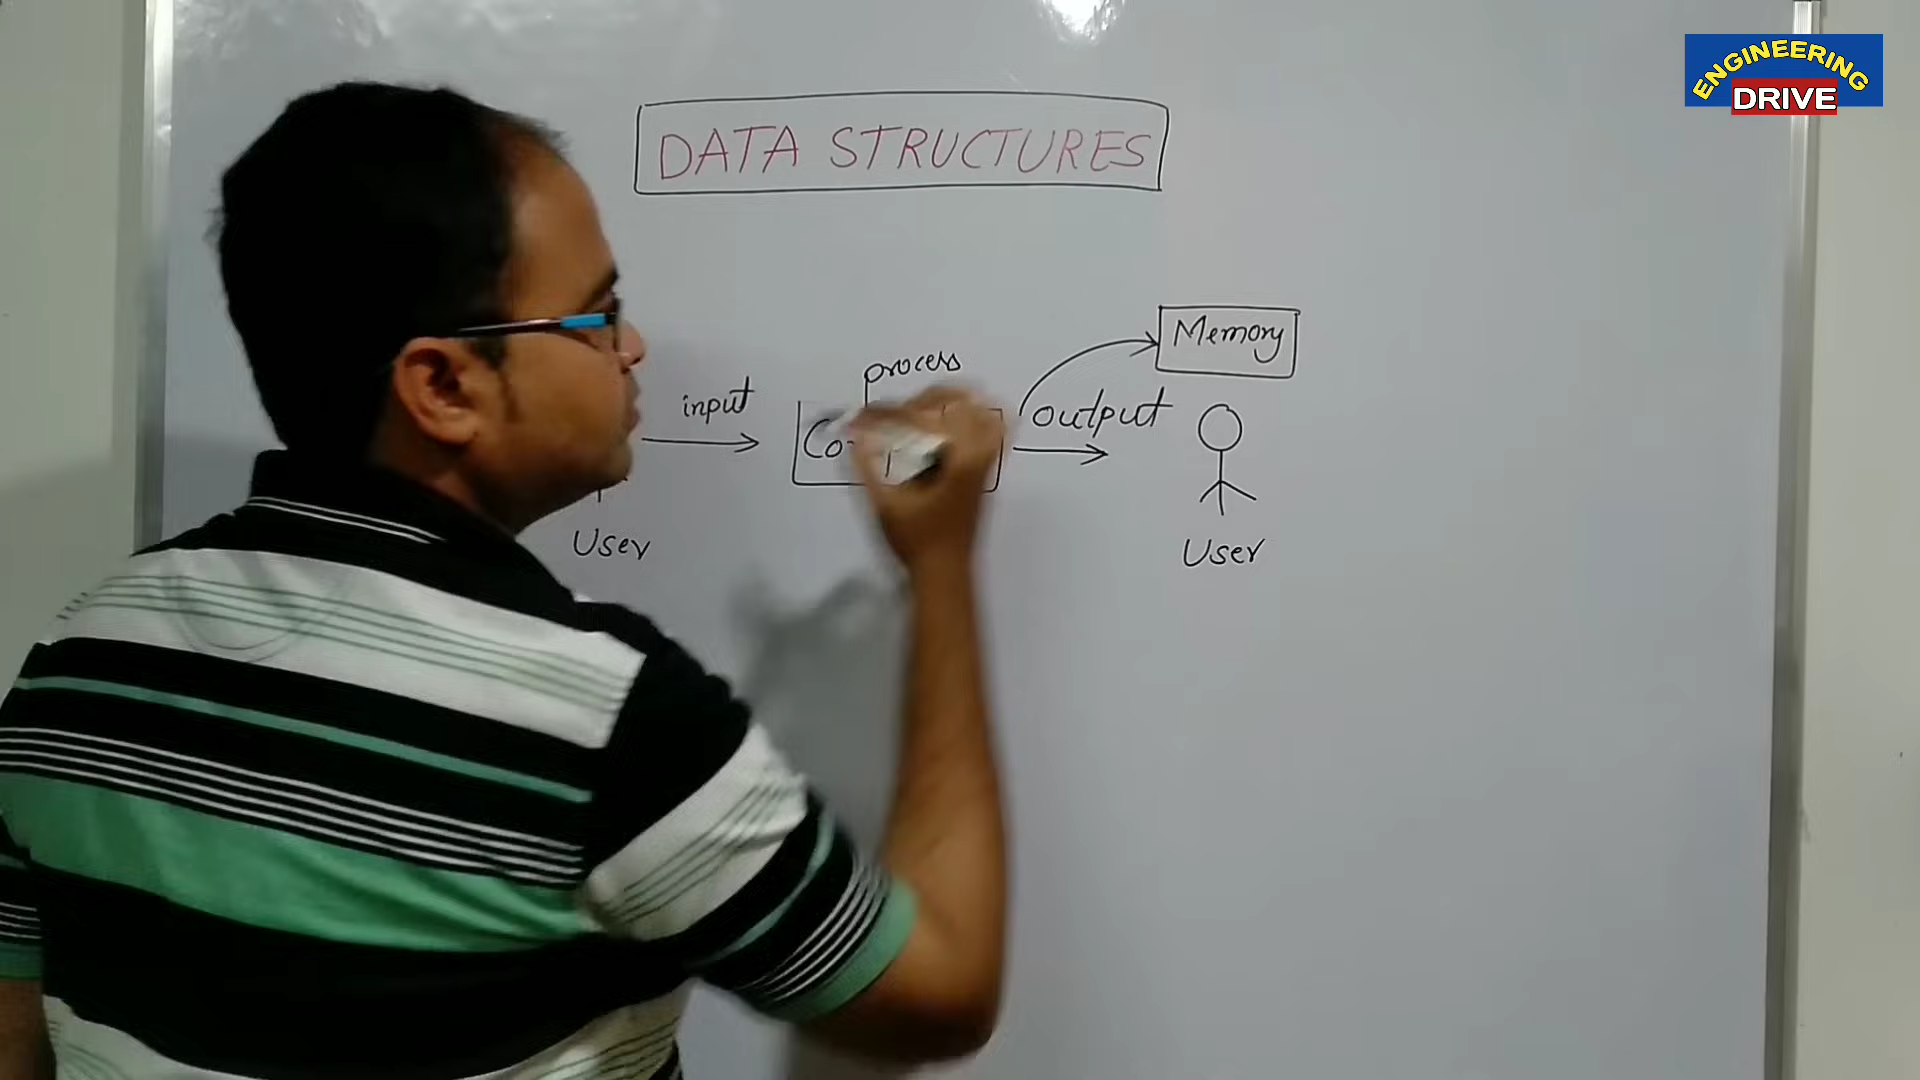 ENGINEERING
DRIVE
DATA STRUCTURES
Memory
process
input
output
User
User